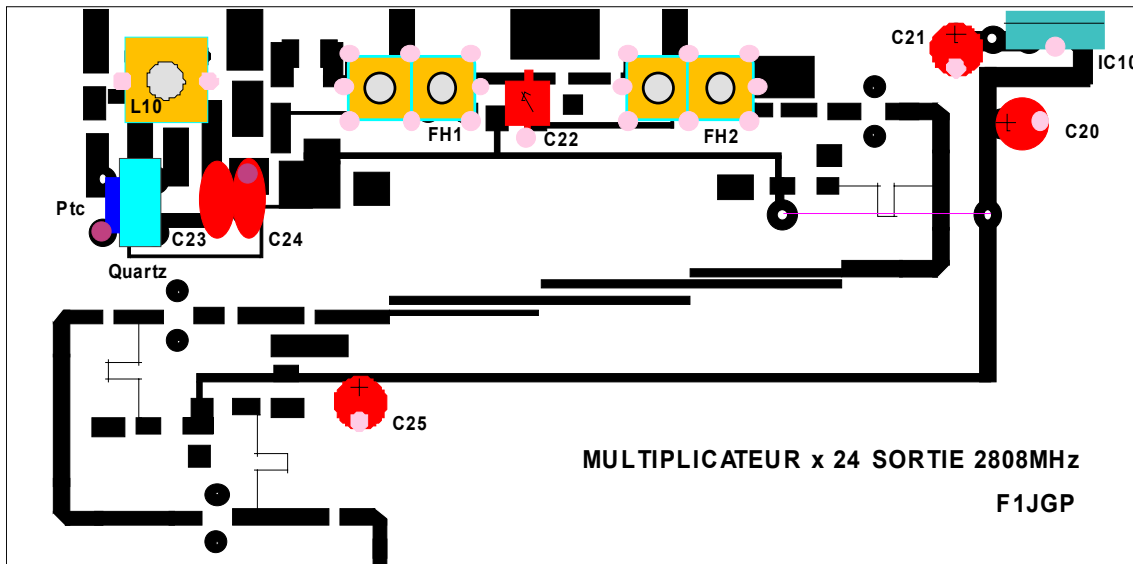 C21
IC10
L10
FH1
C22
FH2
C20
Ptc
C23
C24
Quartz
C25
MULTIPLICATEUR x 24 SORTIE 2808MHz
F1JGP